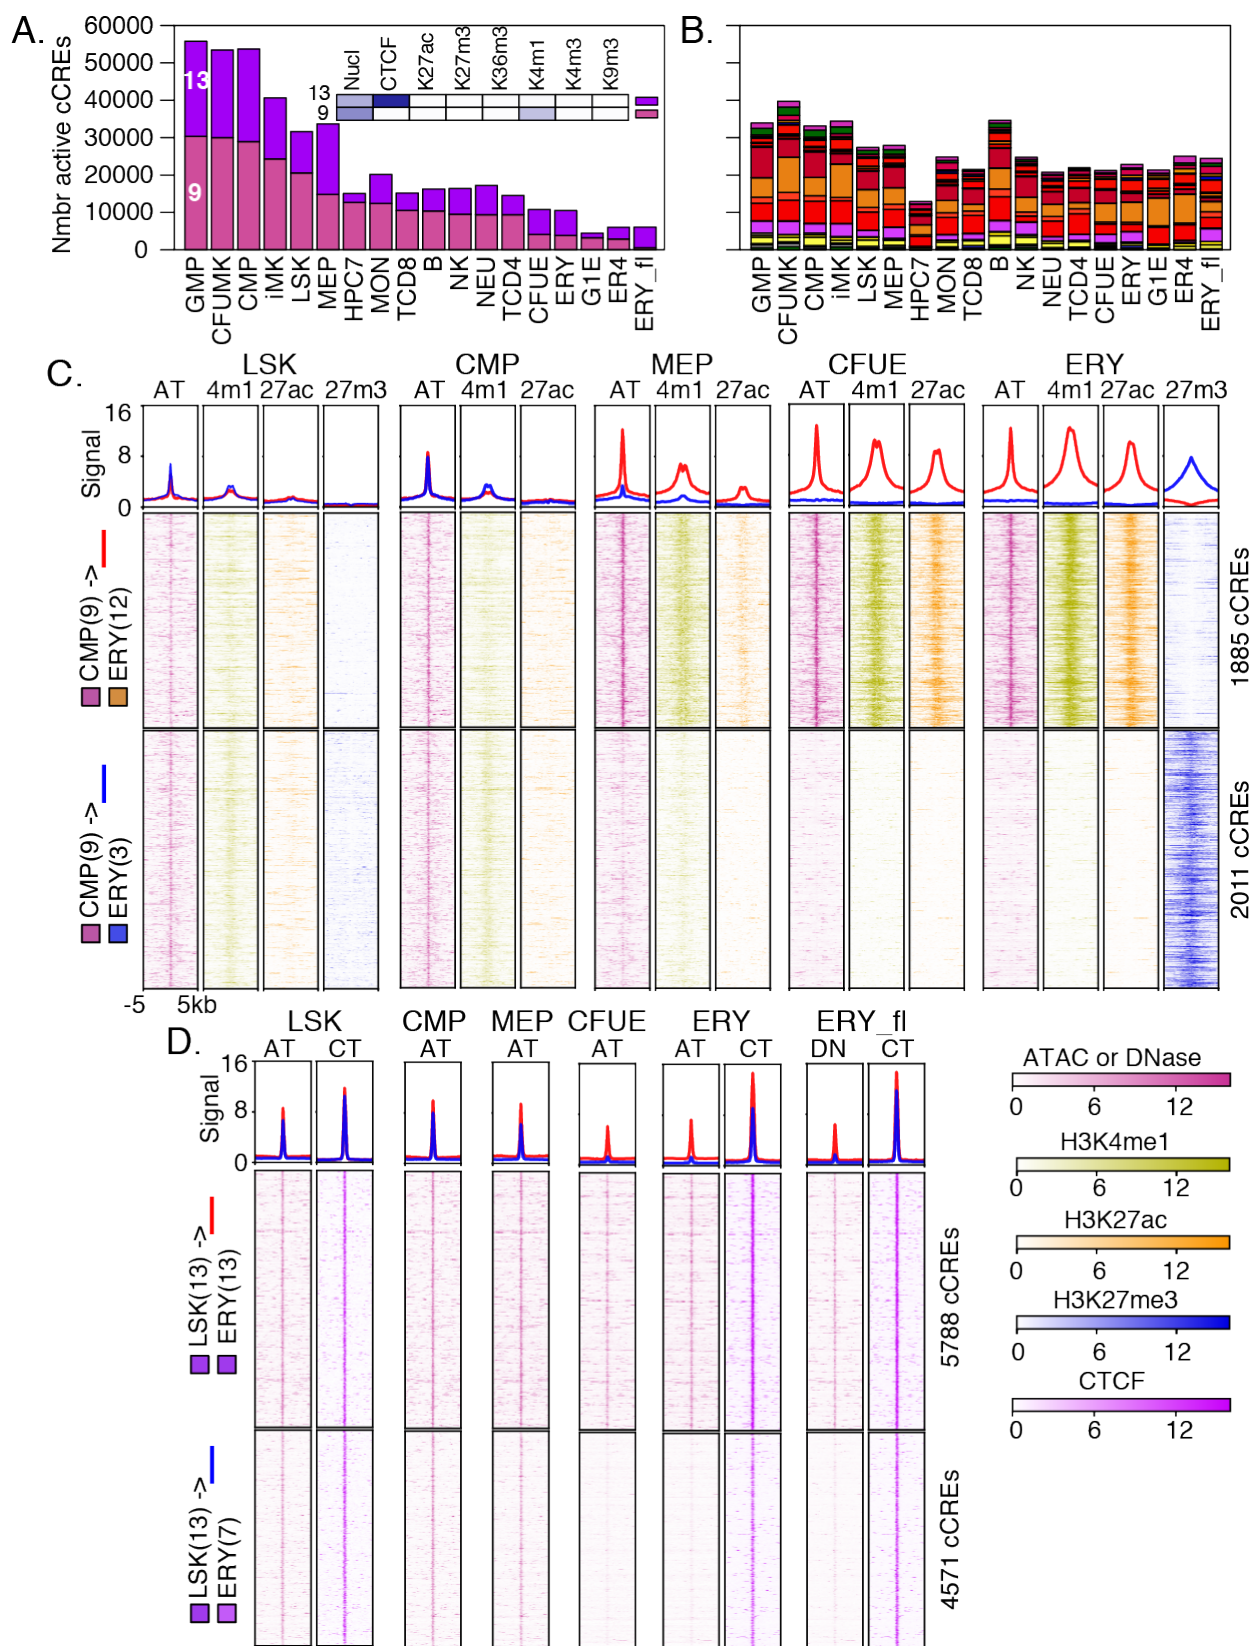 A.
Nmbr active cCREs
60000
50000
40000
30000
20000
10000
0
13
9
Nucl CTCF K27ac K27m3 K36m3 K4m1 K4m3 K9m3
13
9
GMP CFUMK CMP iMK LSK MEP HPC7 MON TCD8 B NK NEU TCD4 CFUE ERY G1E ER4 ERY_fl
B.
GMP CFUMK CMP iMK LSK MEP HPC7 MON TCD8 B NK NEU TCD4 CFUE ERY G1E ER4 ERY_fl
C.
LSK CMP MEP CFUE ERY
AT 4m1 27ac 27m3 AT 4m1 27ac AT 4m1 27ac AT 4m1 27ac AT 4m1 27ac 27m3
Signal
16
8
0
CMP(9) ->
ERY(12)
1885 cCREs
CMP(9) ->
ERY(3)
2011 cCREs
-5 5kb
D.
LSK CMP MEP CFUE ERY ERY_fl
AT CT AT AT AT AT CT DN CT
Signal
16
8
0
LSK(13) ->
ERY(13)
5788 cCREs
LSK(13) ->
ERY(7)
4571 cCREs
ATAC or DNase
0 6 12
H3K4me1
0 6 12
H3K27ac
0 6 12
H3K27me3
0 6 12
CTCF
0 6 12